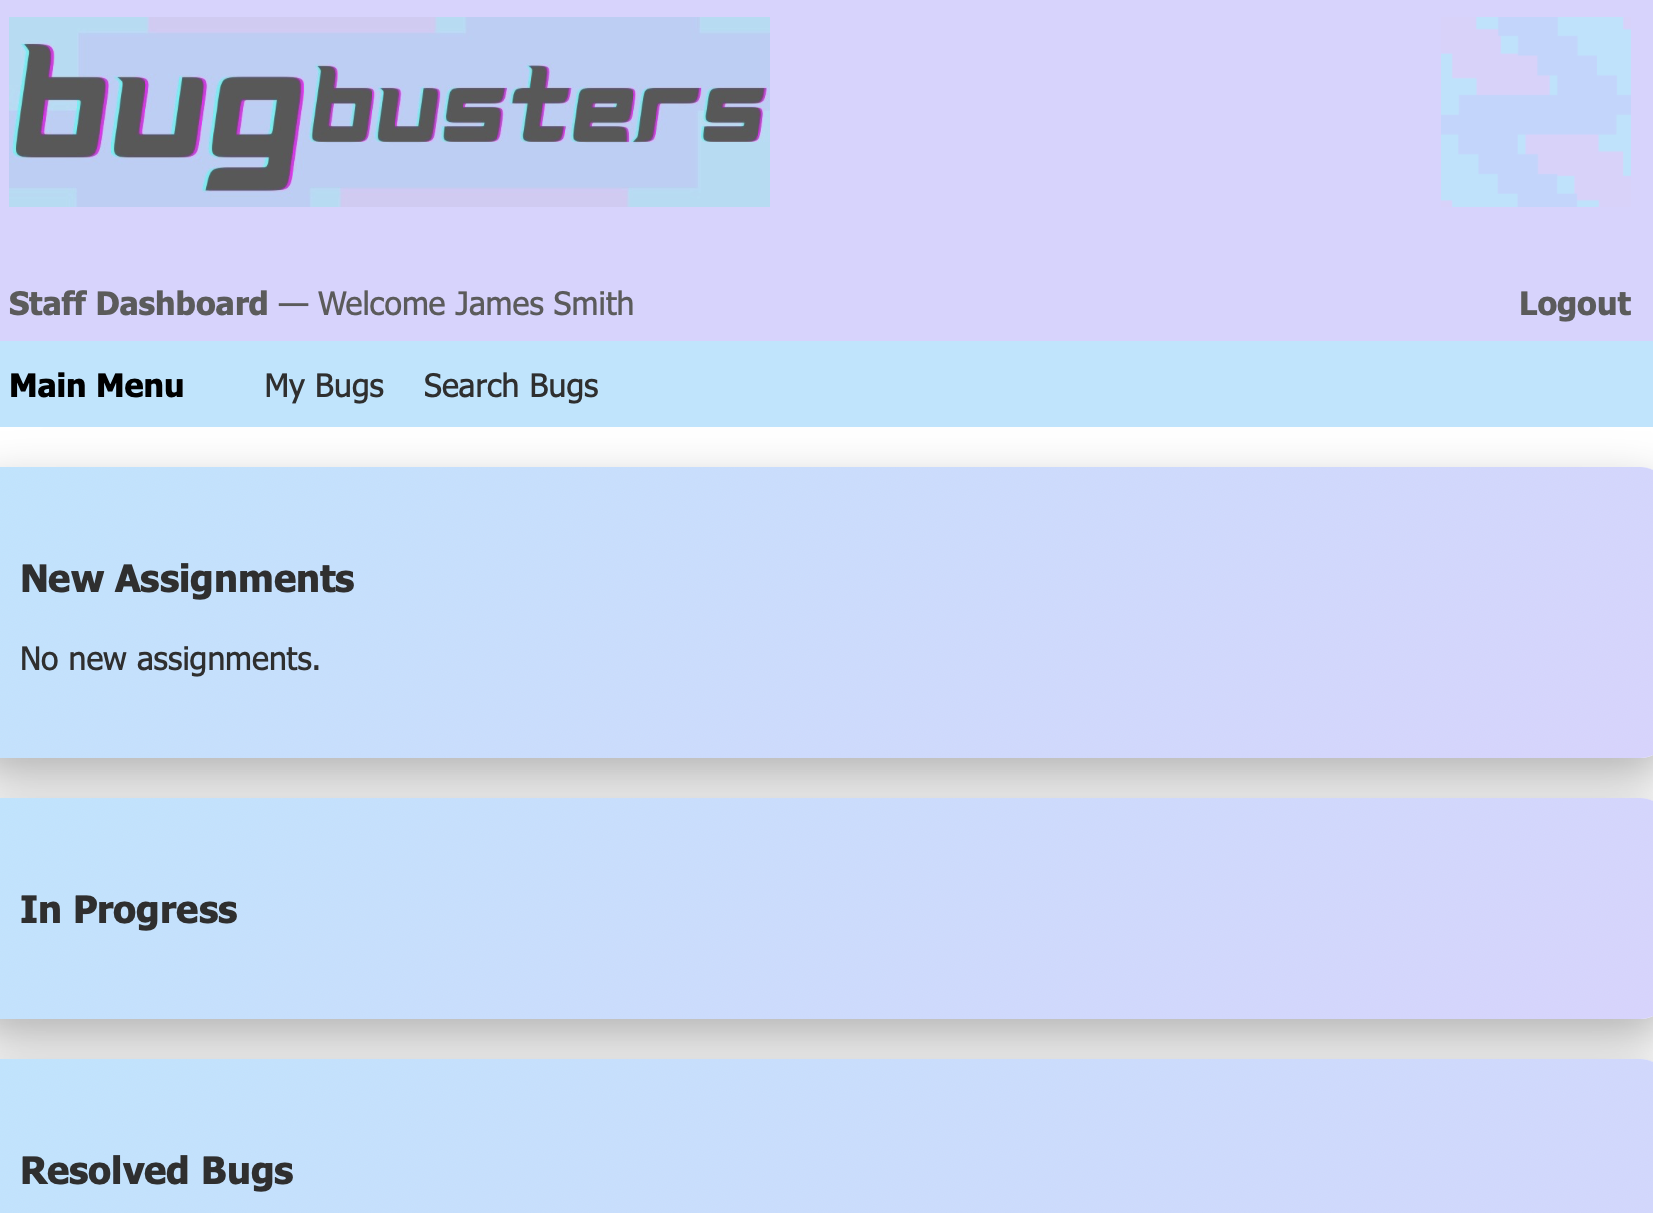 bugbusters
Staff Dashboard — Welcome James Smith
Logout
Main Menu My Bugs Search Bugs
New Assignments
No new assignments.
In Progress
Resolved Bugs